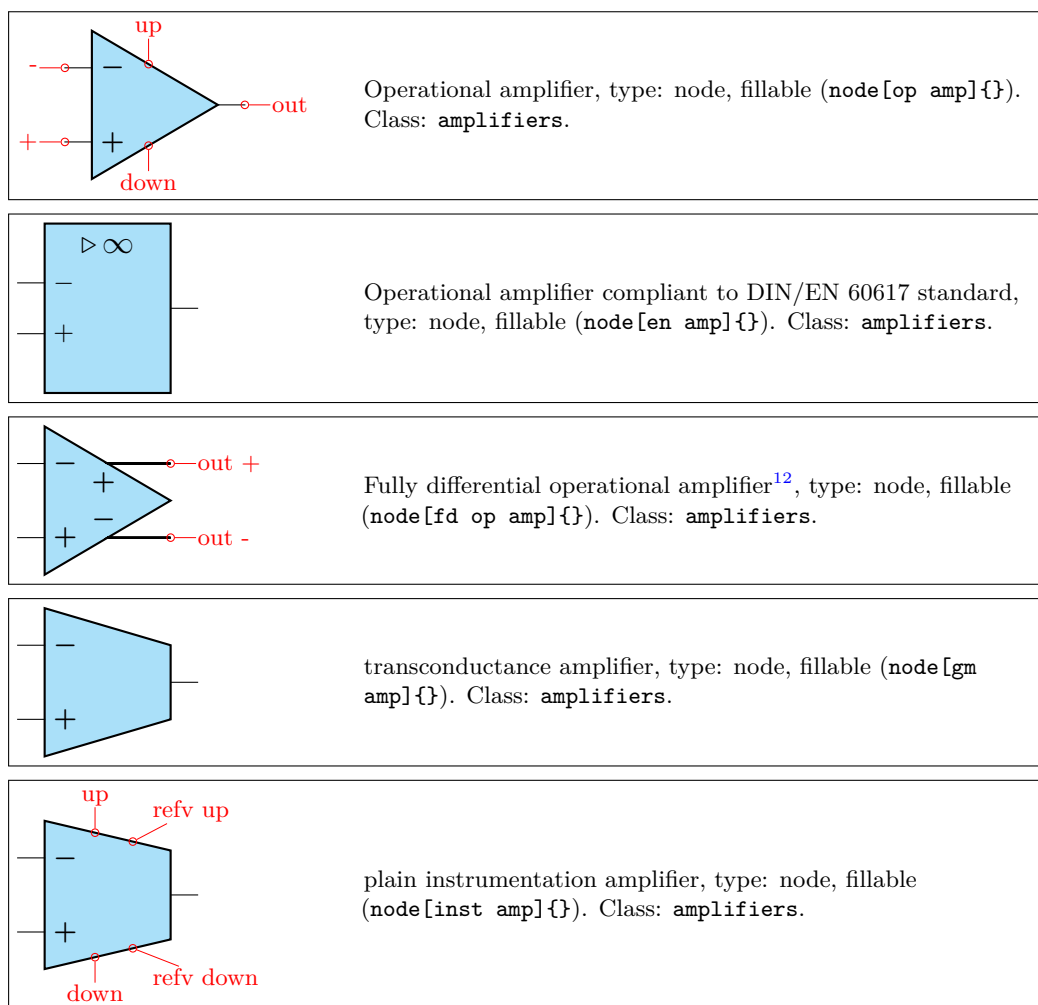 up
-
−
out
+
+
down
Operational amplifier, type: node, fillable (node[op amp]{}).
Class: amplifiers.
▷∞
−
+
Operational amplifier compliant to DIN/EN 60617 standard,
type: node, fillable (node[en amp]{}). Class: amplifiers.
− out +
+
−
+ out -
Fully differential operational amplifier12, type: node, fillable
(node[fd op amp]{}). Class: amplifiers.
−
+
transconductance amplifier, type: node, fillable (node[gm
amp]{}). Class: amplifiers.
up
refv up
−
+
refv down
down
plain instrumentation amplifier, type: node, fillable
(node[inst amp]{}). Class: amplifiers.